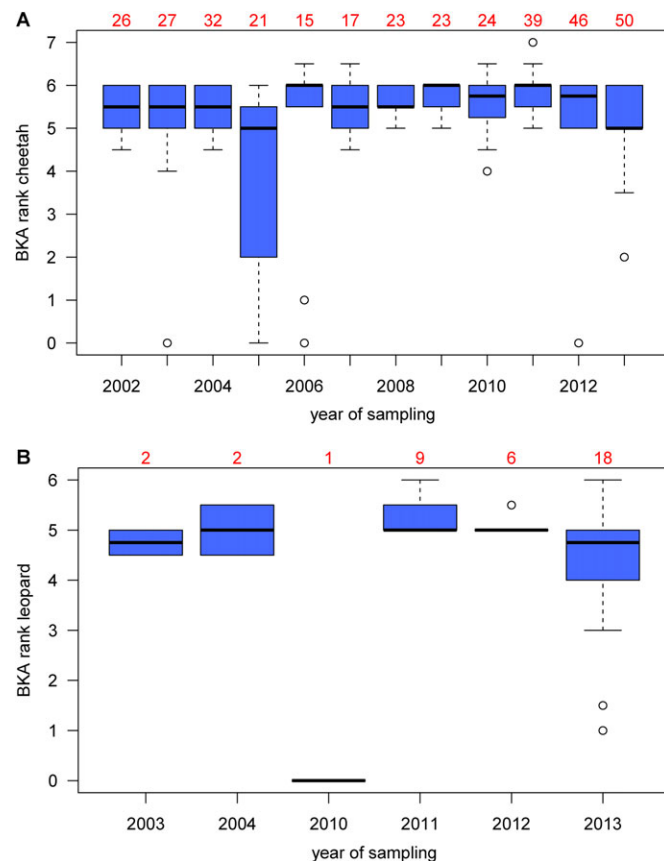 A
26 27 32 21 15 17 23 23 24 39 46 50
7
6
5
4
3
2
1
0
BKA rank cheetah
2002 2004 2006 2008 2010 2012
year of sampling
B
2 2 1 9 6 18
6
5
4
3
2
1
0
BKA rank leopard
2003 2004 2010 2011 2012 2013
year of sampling